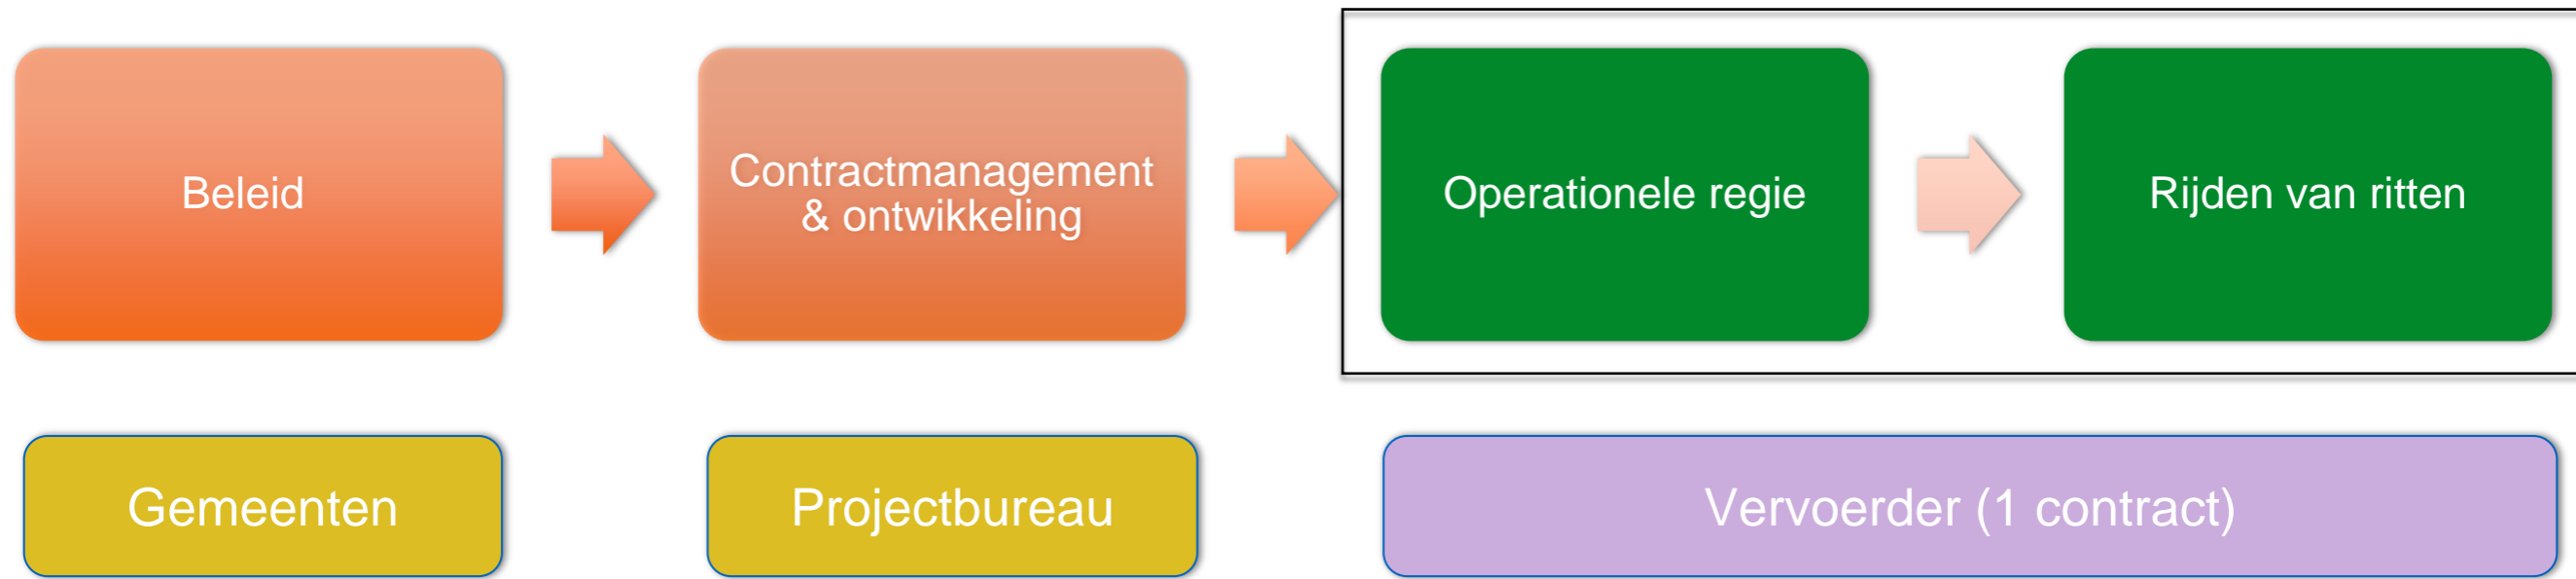 Beleid
Contractmanagement
& ontwikkeling
Operationele regie
Rijden van ritten
Gemeenten
Projectbureau
Vervoerder (1 contract)